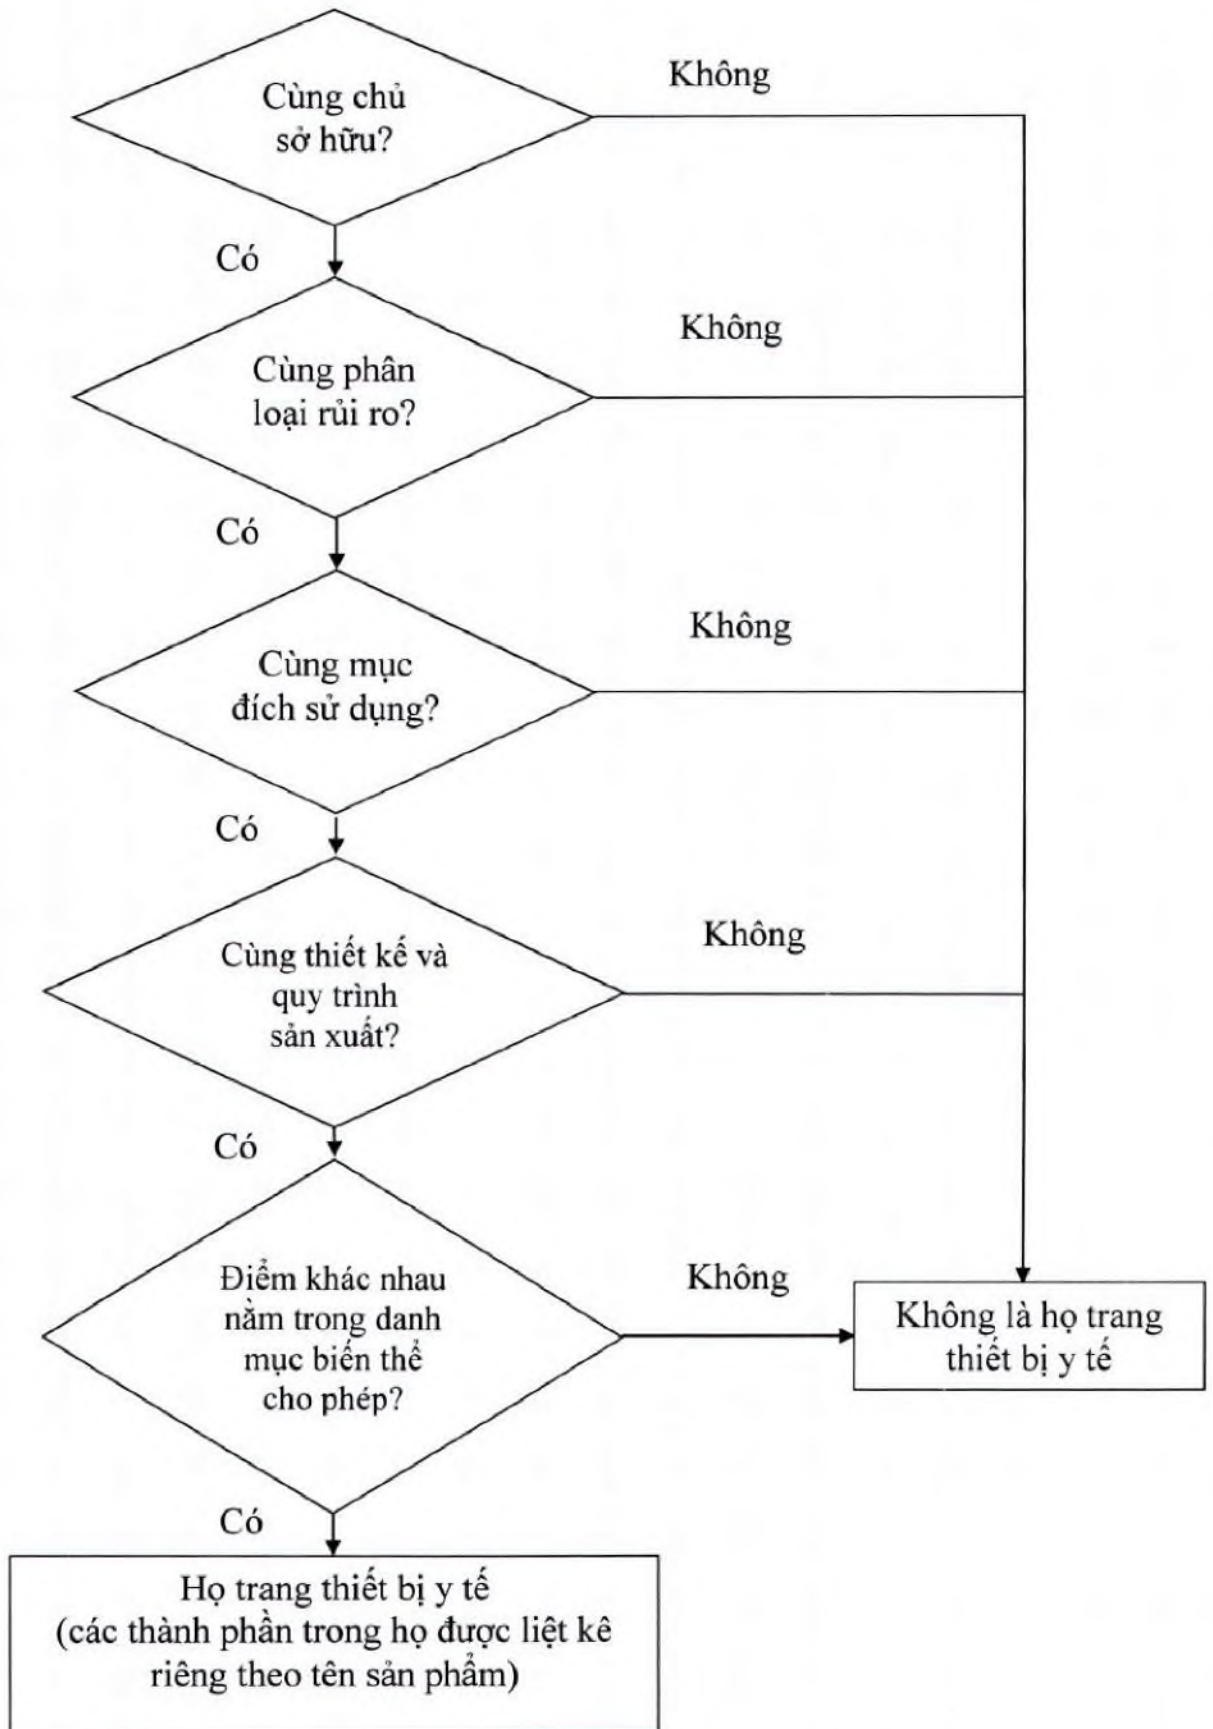 Cùng chủ
sở hữu?
Không
Có
Cùng phân
loại rủi ro?
Không
Có
Cùng mục
đích sử dụng?
Không
Có
Cùng thiết kế và
quy trình
sản xuất?
Không
Có
Điểm khác nhau
nằm trong danh
mục biến thể
cho phép?
Không
Không là họ trang
thiết bị y tế
Có
Họ trang thiết bị y tế
(các thành phần trong họ được liệt kê
riêng theo tên sản phẩm)